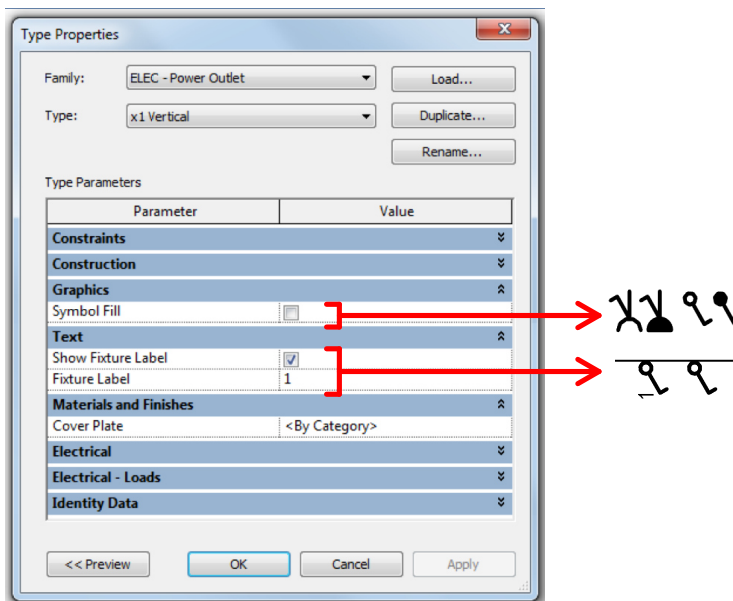 Type Properties
Family: ELEC - Power Outlet Load...
Type: x1 Vertical Duplicate...
Rename...
Type Parameters
Parameter Value
Constraints
Construction
Graphics
Symbol Fill
Text
Show Fixture Label
Fixture Label 1
Materials and Finishes
Cover Plate <By Category>
Electrical
Electrical - Loads
Identity Data
<< Preview OK Cancel Apply
1